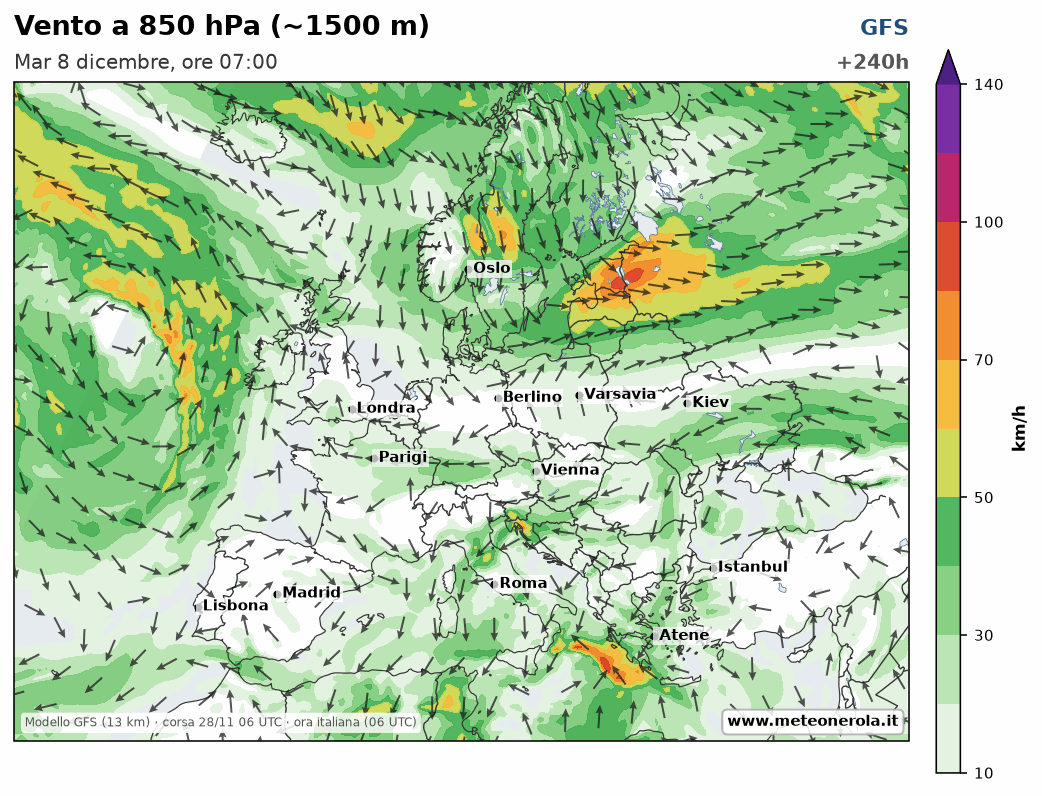 Vento a 850 hPa (~1500 m)
GFS
Mar 8 dicembre, ore 07:00
+240h
140
100
70
50
30
10
km/h
Oslo
Londra
Berlino
Varsavia
Kiev
Parigi
Vienna
Istanbul
Roma
Madrid
Lisbona
Atene
Modello GFS (13 km) · corsa 28/11 06 UTC · ora italiana (06 UTC)
www.meteonerola.it